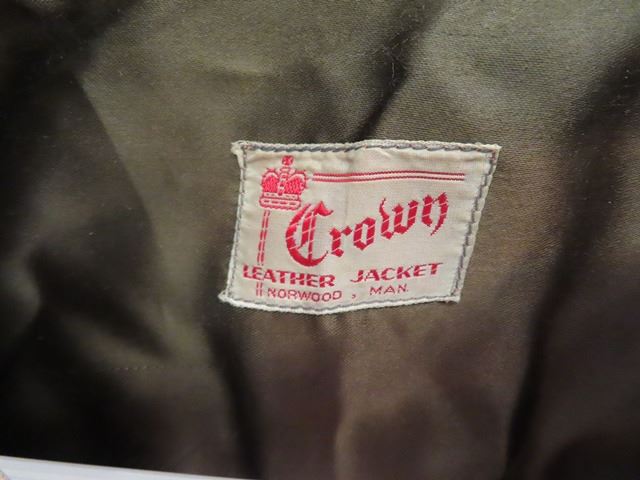 Crown
LEATHER JACKET
NORWOOD, MAN.